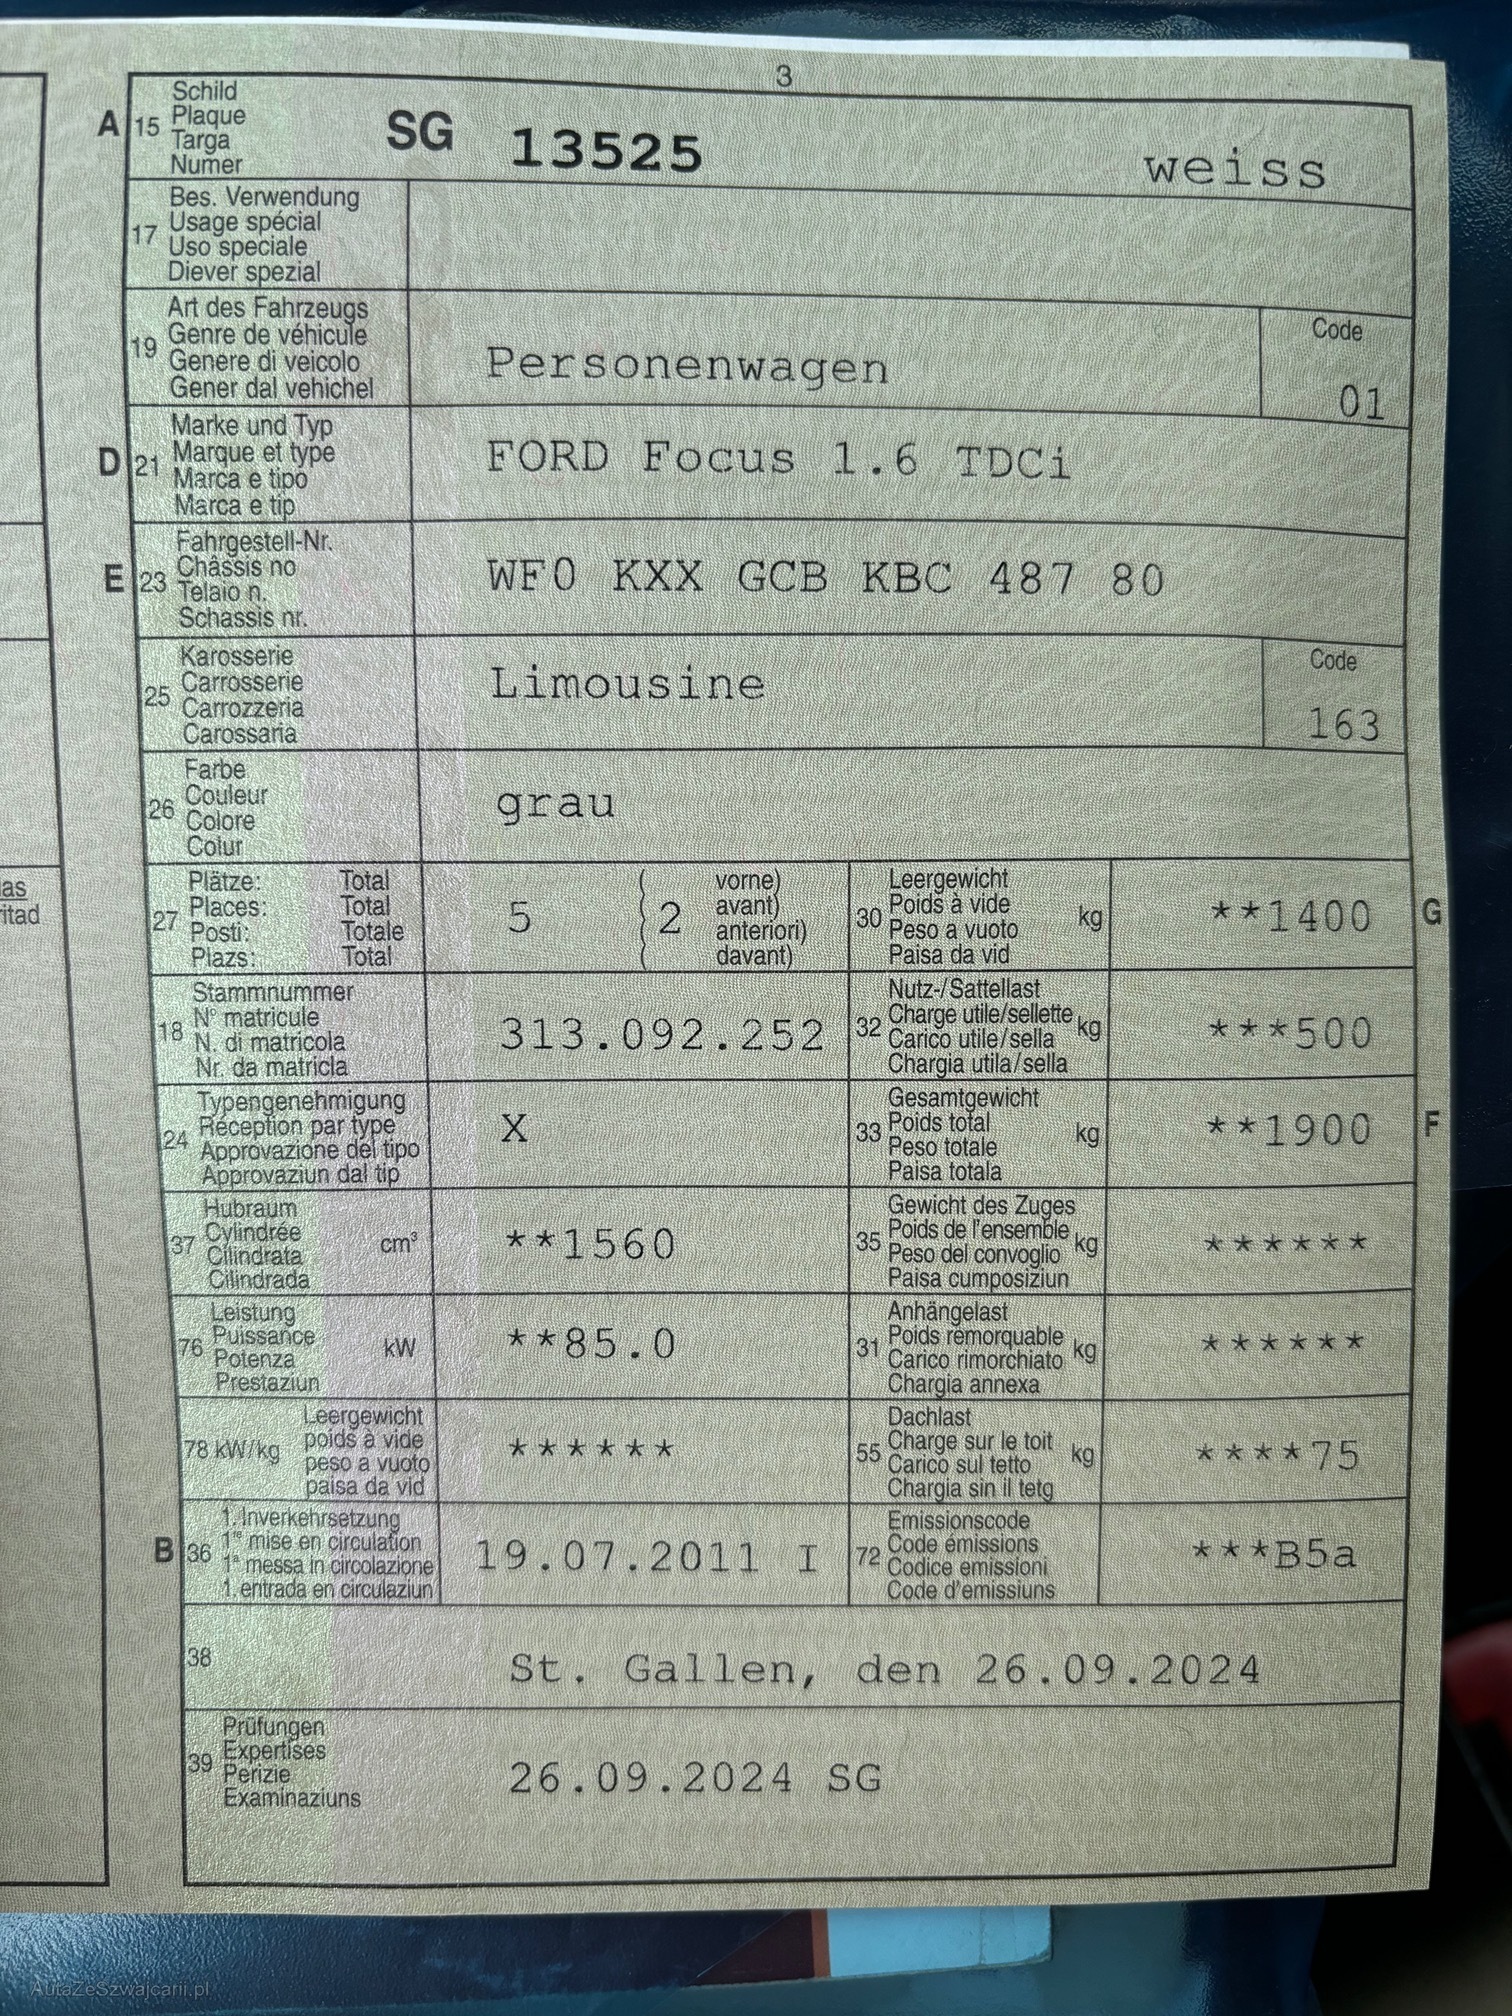 3
A 15 Schild
Plaque
Targa
Numer
SG 13525 weiss
17 Bes. Verwendung
Usage spécial
Uso speciale
Diever spezial
19 Art des Fahrzeugs
Genre de véhicule
Genere di veicolo
Gener dal vehichel
Personenwagen
Code
01
D 21 Marke und Typ
Marque et type
Marca e tipo
Marca e tip
FORD Focus 1.6 TDCi
E 23 Fahrgestell-Nr.
Châssis no
Telaio n.
Schassis nr.
WF0 KXX GCB KBC 487 80
25 Karosserie
Carrosserie
Carrozzeria
Carossaria
Limousine
Code
163
26 Farbe
Couleur
Colore
Colur
grau
27 Plätze: Total
Places: Total
Posti: Totale
Plazs: Total
5 ( 2 vorne)
avant)
anteriori)
davant)
30 Leergewicht
Poids à vide
Peso a vuoto
Paisa da vid
kg
**1400 G
18 Stammnummer
N° matricule
N. di matricola
Nr. da matricla
313.092.252
32 Nutz-/Sattellast
Charge utile/sellette
Carico utile/sella
Chargia utila/sella
kg
***500
24 Typengenehmigung
Réception par type
Approvazione del tipo
Approvaziun dal tip
X
33 Gesamtgewicht
Poids total
Peso totale
Paisa totala
kg
**1900 F
37 Hubraum
Cylindrée
Cilindrata
Cilindrada
cm³
**1560
35 Gewicht des Zuges
Poids de l'ensemble
Peso del convoglio
Paisa cumposiziun
kg
******
76 Leistung
Puissance
Potenza
Prestaziun
kW
**85.0
31 Anhängelast
Poids remorquable
Carico rimorchiato
Chargia annexa
kg
******
78 kW/kg Leergewicht
poids à vide
peso a vuoto
paisa da vid
******
55 Dachlast
Charge sur le toit
Carico sul tetto
Chargia sin il tetg
kg
****75
B 36 1. Inverkehrsetzung
1re mise en circulation
1a messa in circolazione
1. entrada en circulaziun
19.07.2011 I
72 Emissionscode
Code émissions
Codice emissioni
Code d'emissiuns
***B5a
38
St. Gallen, den 26.09.2024
39 Prüfungen
Expertises
Perizie
Examinaziuns
26.09.2024 SG
AutaZeSzwajcarii.pl